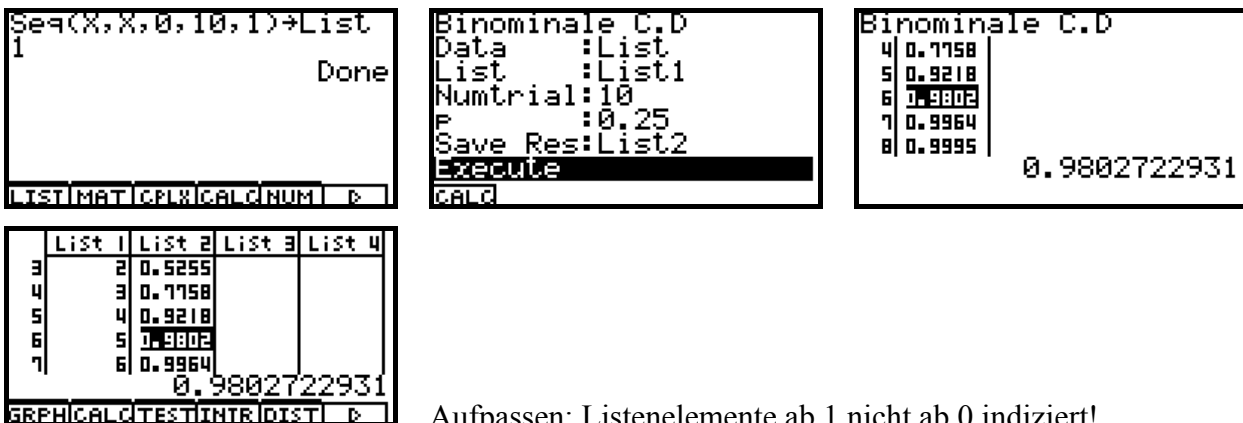 Seq(X,X,0,10,1)→List
1
Done
LIST MAT CPLX CALC NUM ▷
Binominale C.D
Data :List
List :List1
Numtrial:10
P :0.25
Save Res:List2
Execute
CALC
Binominale C.D
4 0.7758
5 0.9218
6 0.9802
7 0.9964
8 0.9995
0.9802722931
List 1 List 2 List 3 List 4
3 2 0.5255
4 3 0.7758
5 4 0.9218
6 5 0.9802
7 6 0.9964
0.9802722931
GRPH CALC TEST INTR DIST ▷
Aufpassen: Listenelemente ab 1 nicht ab 0 indiziert!